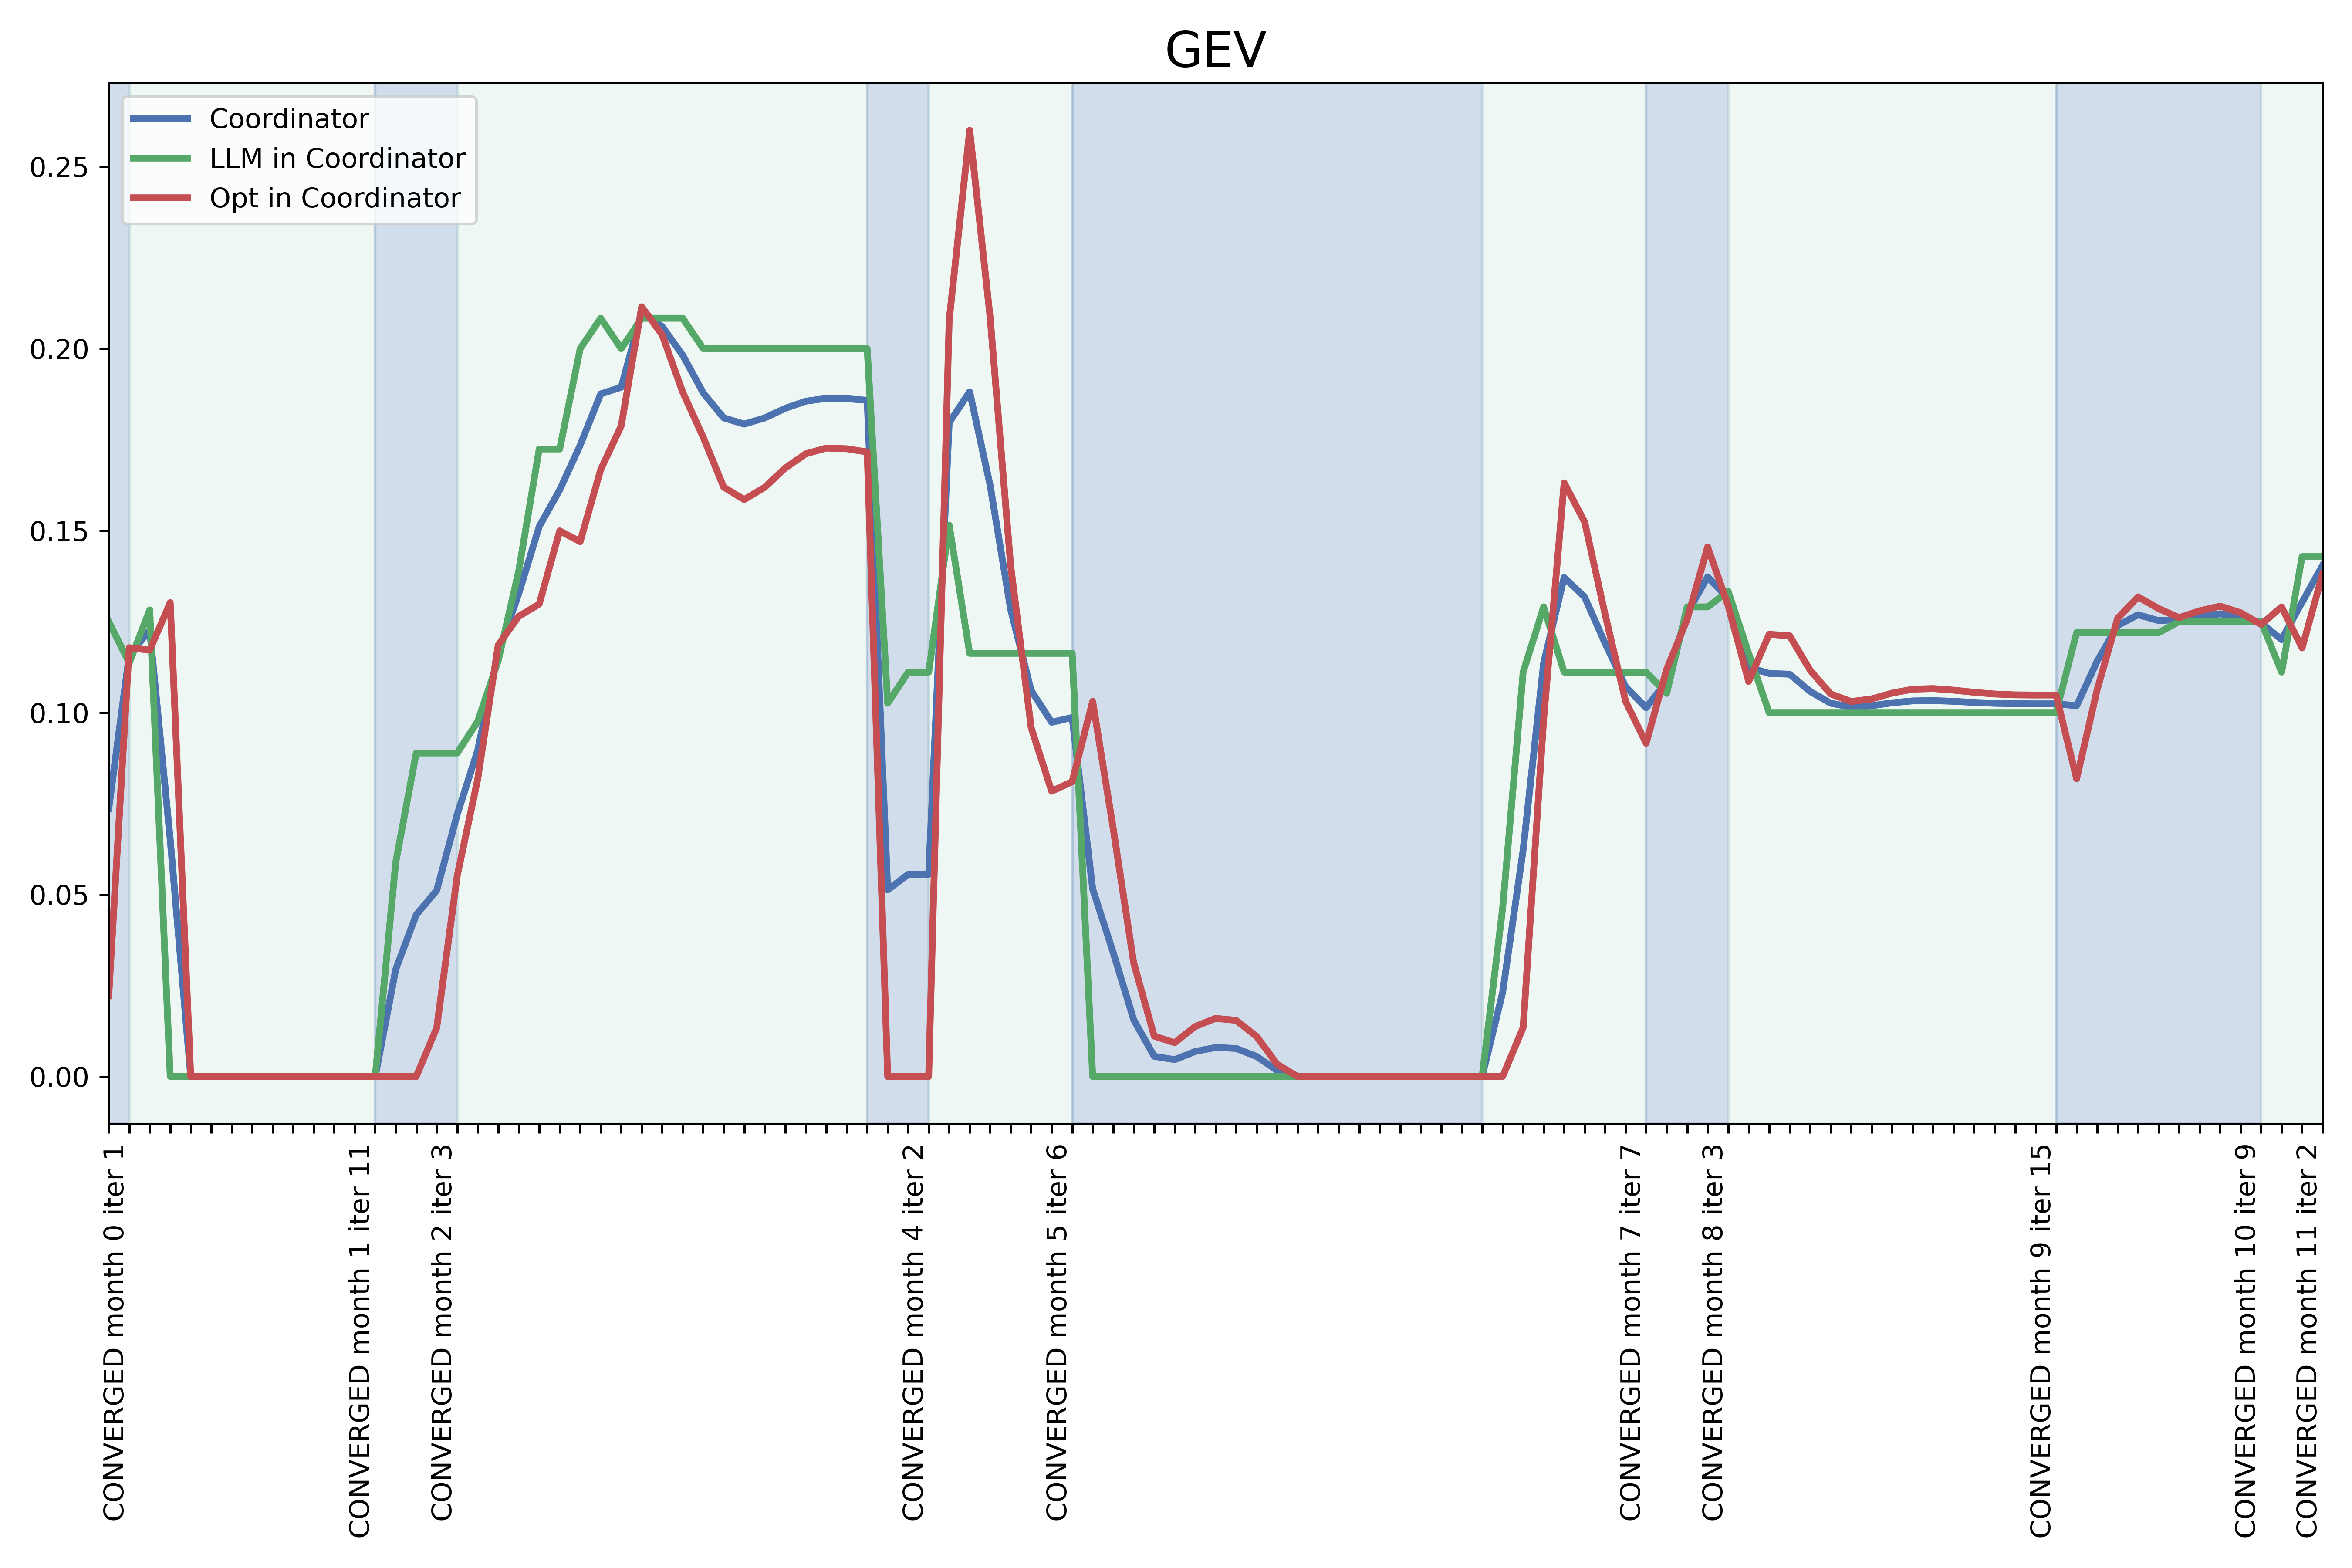 GEV
Coordinator
LLM in Coordinator
Opt in Coordinator
0.25
0.20
0.15
0.10
0.05
0.00
CONVERGED month 0 iter 1
CONVERGED month 1 iter 11
CONVERGED month 2 iter 3
CONVERGED month 4 iter 2
CONVERGED month 5 iter 6
CONVERGED month 7 iter 7
CONVERGED month 8 iter 3
CONVERGED month 9 iter 15
CONVERGED month 10 iter 9
CONVERGED month 11 iter 2